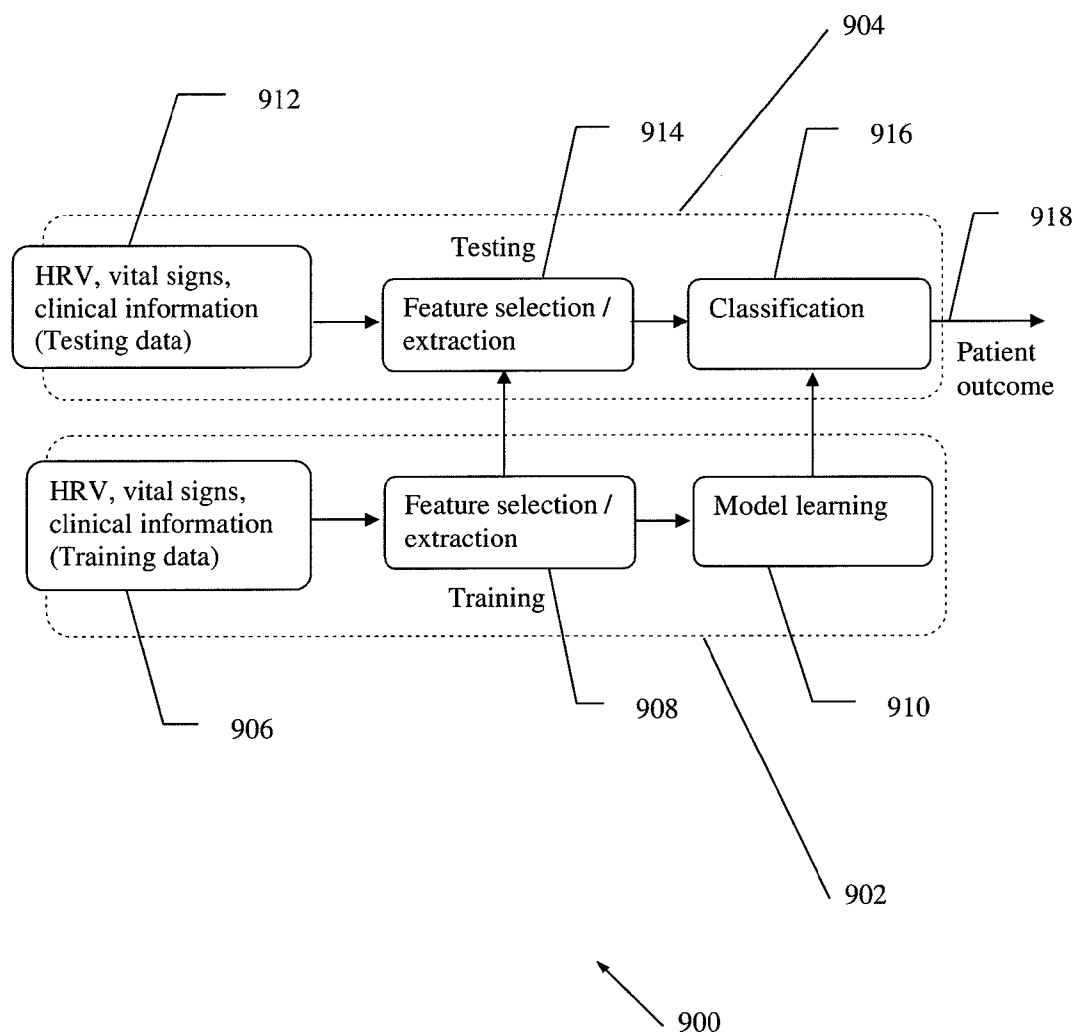 904
912
914
916
918
Testing
HRV, vital signs,
clinical information
(Testing data)
Feature selection /
extraction
Classification
Patient
outcome
HRV, vital signs,
clinical information
(Training data)
Feature selection /
extraction
Model learning
Training
906
908
910
902
900